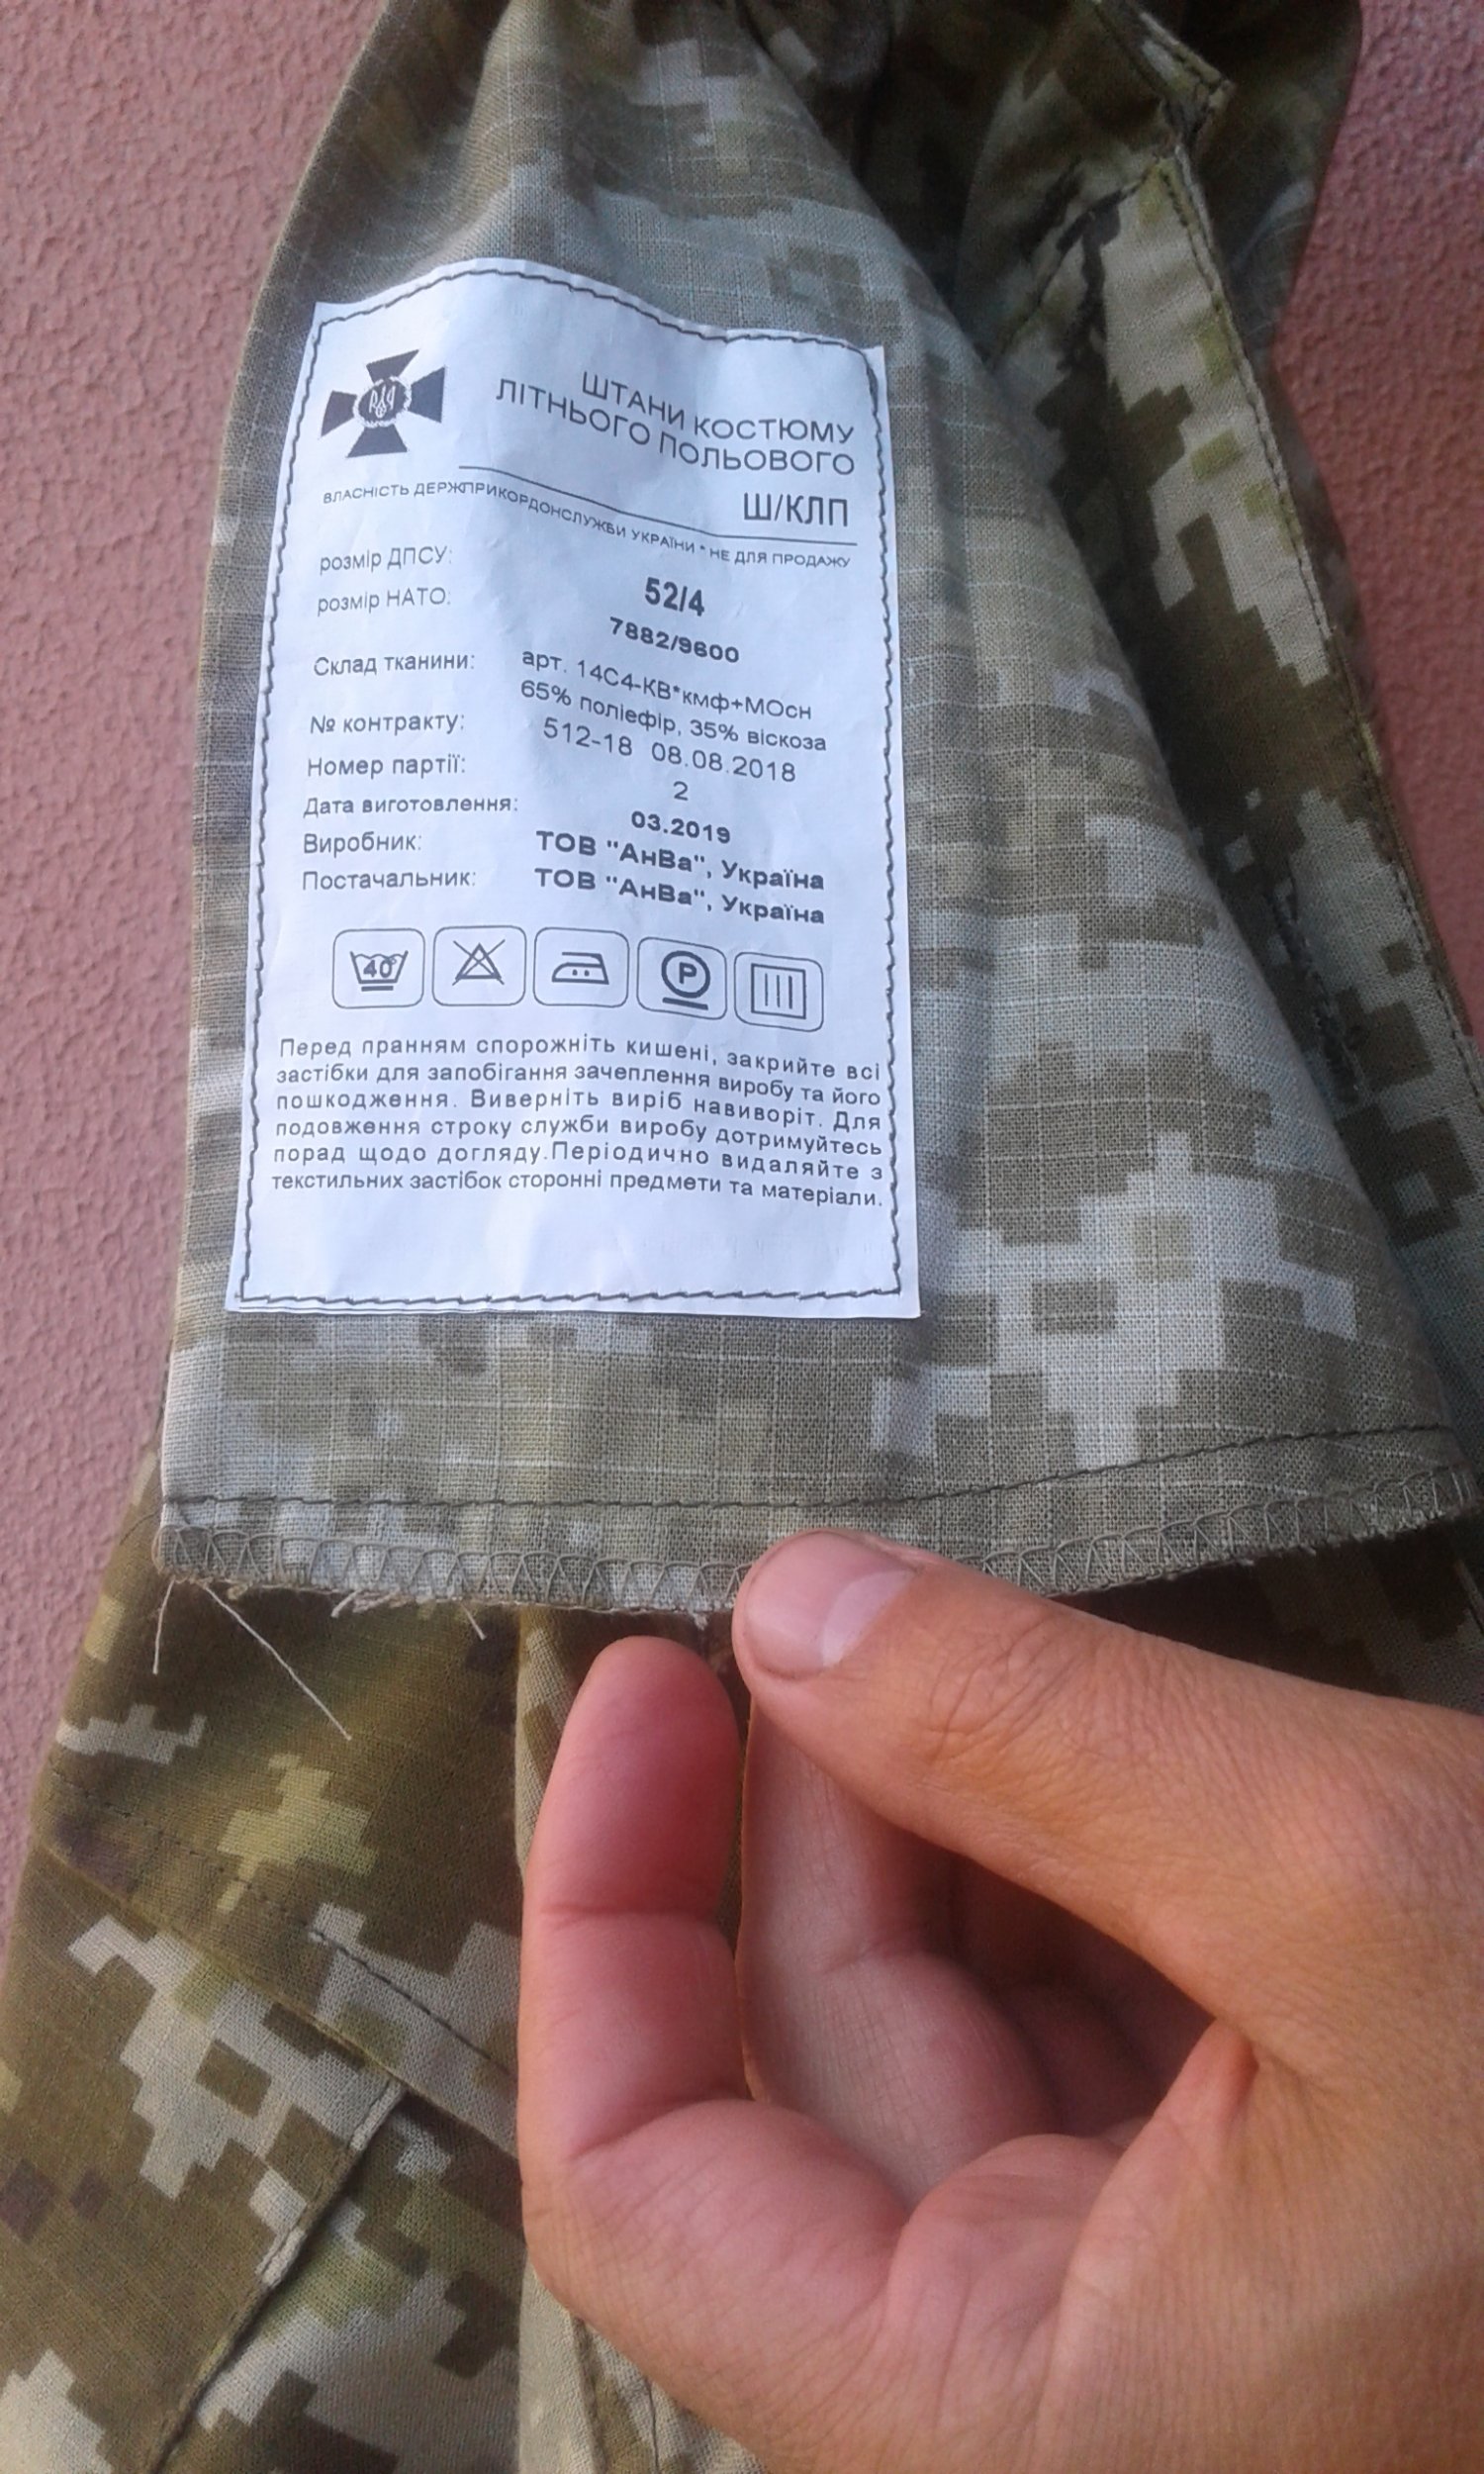 ШТАНИ КОСТЮМУ
ЛІТНЬОГО ПОЛЬОВОГО
Ш/КЛП
ВЛАСНІСТЬ ДЕРЖПРИКОРДОНСЛУЖБИ УКРАЇНИ * НЕ ДЛЯ ПРОДАЖУ
розмір ДПСУ: 52/4
розмір НАТО: 7882/9600
Склад тканини: арт. 14С4-КВ*кмф+МОсн
65% поліефір, 35% віскоза
№ контракту: 512-18 08.08.2018
Номер партії: 2
Дата виготовлення: 03.2019
Виробник: ТОВ "АнВа", Україна
Постачальник: ТОВ "АнВа", Україна
40 P
Перед пранням спорожніть кишені, закрийте всі
застібки для запобігання зачеплення виробу та його
пошкодження. Виверніть виріб навиворіт. Для
подовження строку служби виробу дотримуйтесь
порад щодо догляду.Періодично видаляйте з
текстильних застібок сторонні предмети та матеріали.